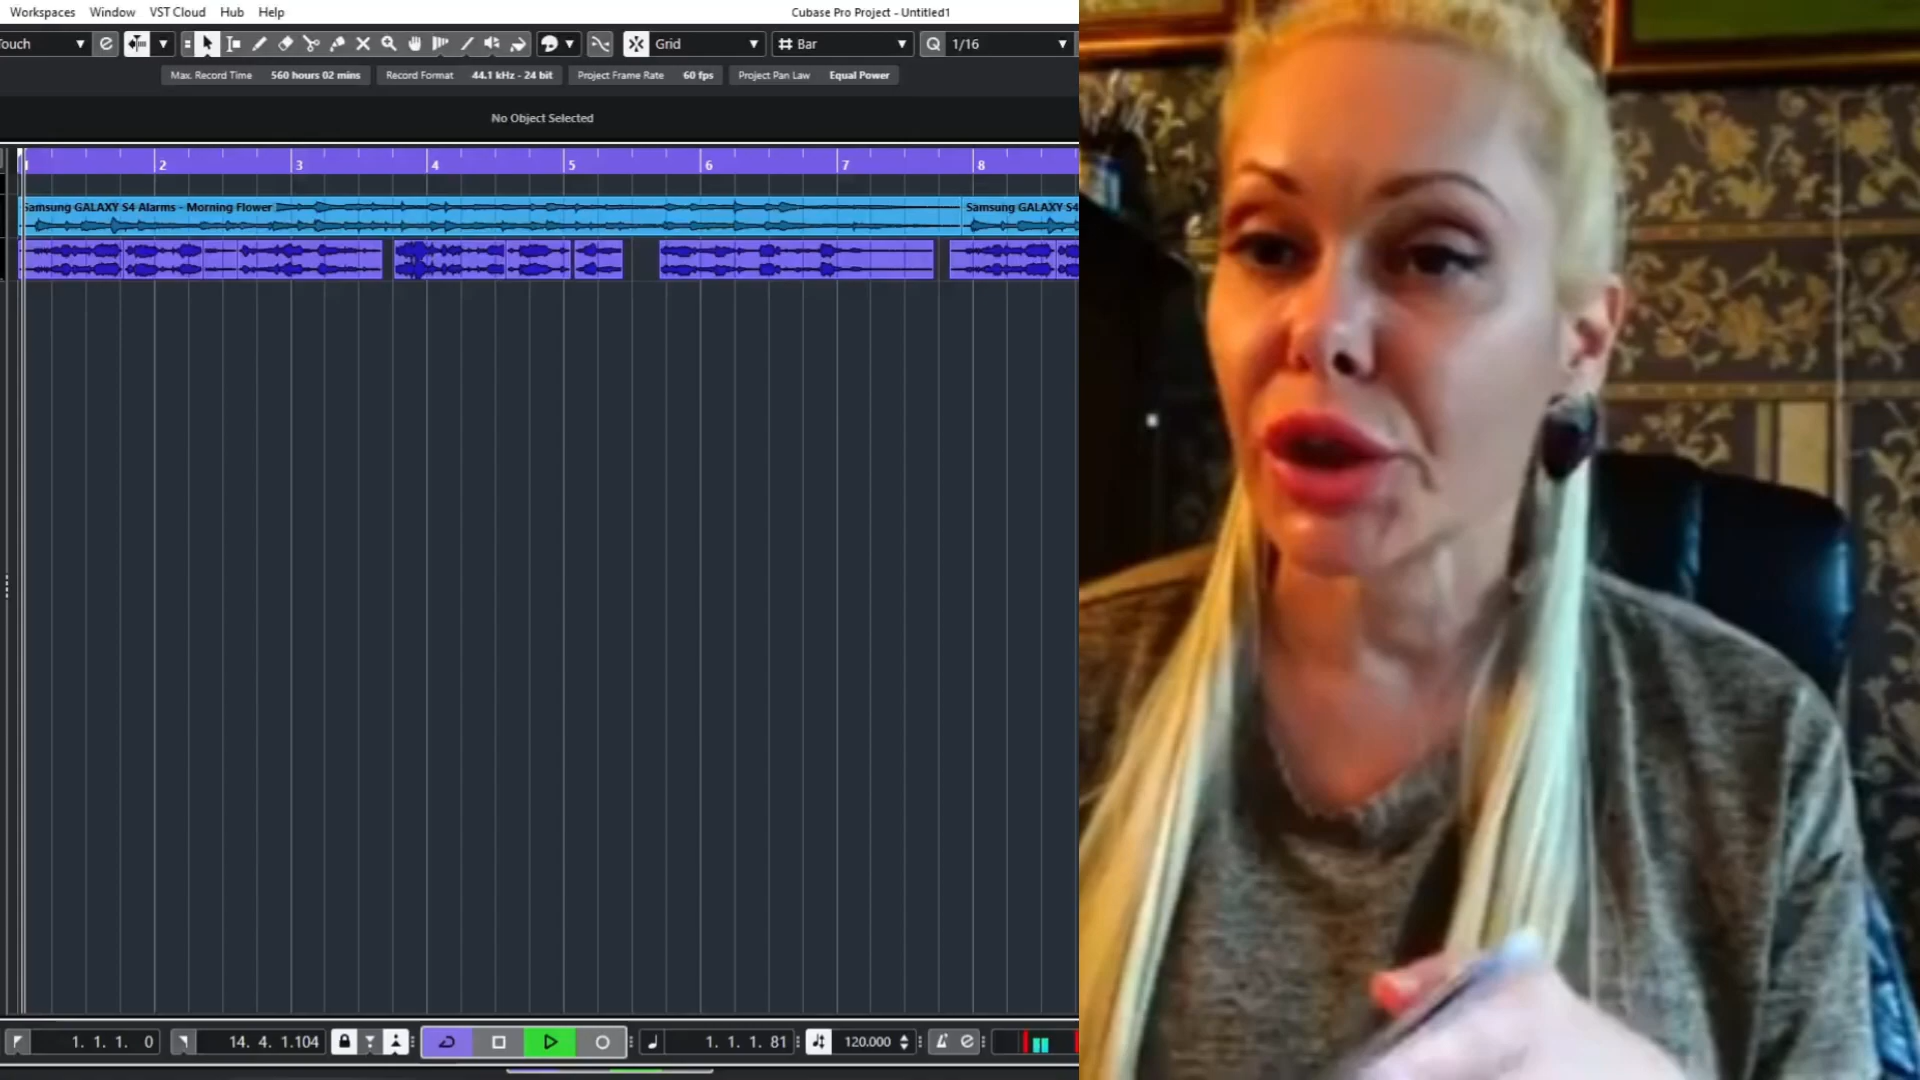 Workspaces Window VST Cloud Hub Help
Cubase Pro Project - Untitled1
Touch
Grid
Bar
Q 1/16
Max. Record Time 560 hours 02 mins
Record Format 44.1 kHz - 24 bit
Project Frame Rate 60 fps
Project Pan Law Equal Power
No Object Selected
1 2 3 4 5 6 7 8
Samsung GALAXY S4 Alarms - Morning Flower
Samsung GALAXY S4
1. 1. 1. 0
14. 4. 1.104
1. 1. 1. 81
120.000